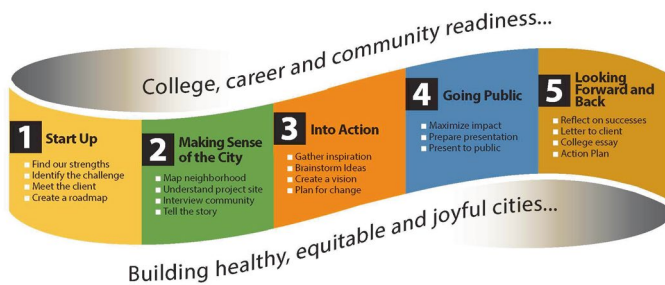 College, career and community readiness...
1 Start Up
Find our strengths
Identify the challenge
Meet the client
Create a roadmap
2 Making Sense
of the City
Map neighborhood
Understand project site
Interview community
Tell the story
3 Into Action
Gather inspiration
Brainstorm Ideas
Create a vision
Plan for change
4 Going Public
Maximize impact
Prepare presentation
Present to public
5 Looking
Forward and
Back
Reflect on successes
Letter to client
College essay
Action Plan
Building healthy, equitable and joyful cities...